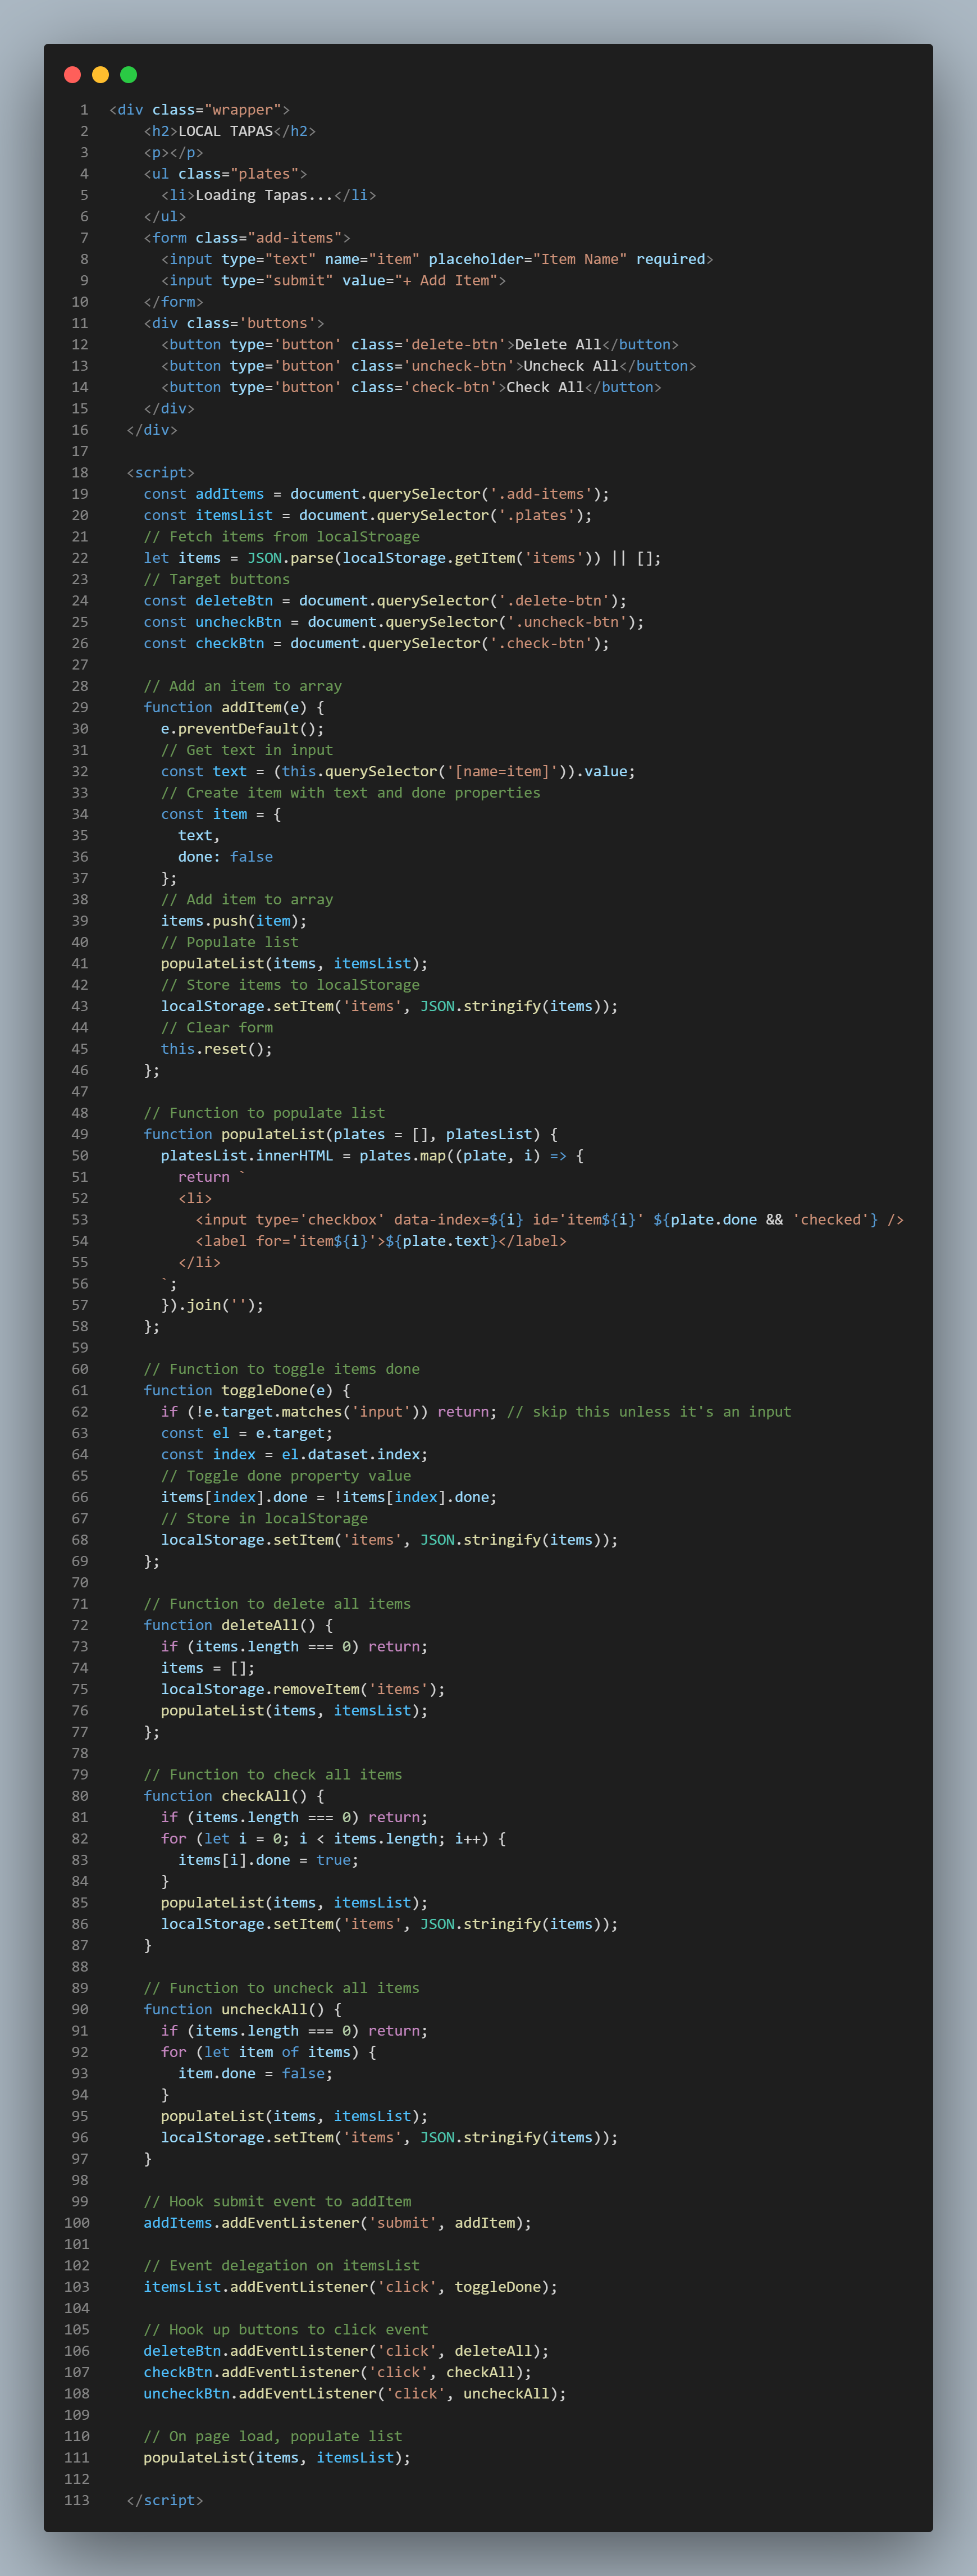 1 <div class="wrapper">
2 <h2>LOCAL TAPAS</h2>
3 <p></p>
4 <ul class="plates">
5 <li>Loading Tapas...</li>
6 </ul>
7 <form class="add-items">
8 <input type="text" name="item" placeholder="Item Name" required>
9 <input type="submit" value="+ Add Item">
10 </form>
11 <div class='buttons'>
12 <button type='button' class='delete-btn'>Delete All</button>
13 <button type='button' class='uncheck-btn'>Uncheck All</button>
14 <button type='button' class='check-btn'>Check All</button>
15 </div>
16 </div>
17
18 <script>
19 const addItems = document.querySelector('.add-items');
20 const itemsList = document.querySelector('.plates');
21 // Fetch items from localStroage
22 let items = JSON.parse(localStorage.getItem('items')) || [];
23 // Target buttons
24 const deleteBtn = document.querySelector('.delete-btn');
25 const uncheckBtn = document.querySelector('.uncheck-btn');
26 const checkBtn = document.querySelector('.check-btn');
27
28 // Add an item to array
29 function addItem(e) {
30 e.preventDefault();
31 // Get text in input
32 const text = (this.querySelector('[name=item]')).value;
33 // Create item with text and done properties
34 const item = {
35 text,
36 done: false
37 };
38 // Add item to array
39 items.push(item);
40 // Populate list
41 populateList(items, itemsList);
42 // Store items to localStorage
43 localStorage.setItem('items', JSON.stringify(items));
44 // Clear form
45 this.reset();
46 };
47
48 // Function to populate list
49 function populateList(plates = [], platesList) {
50 platesList.innerHTML = plates.map((plate, i) => {
51 return `
52 <li>
53 <input type='checkbox' data-index=${i} id='item${i}' ${plate.done && 'checked'} />
54 <label for='item${i}'>${plate.text}</label>
55 </li>
56 `;
57 }).join('');
58 };
59
60 // Function to toggle items done
61 function toggleDone(e) {
62 if (!e.target.matches('input')) return; // skip this unless it's an input
63 const el = e.target;
64 const index = el.dataset.index;
65 // Toggle done property value
66 items[index].done = !items[index].done;
67 // Store in localStorage
68 localStorage.setItem('items', JSON.stringify(items));
69 };
70
71 // Function to delete all items
72 function deleteAll() {
73 if (items.length === 0) return;
74 items = [];
75 localStorage.removeItem('items');
76 populateList(items, itemsList);
77 };
78
79 // Function to check all items
80 function checkAll() {
81 if (items.length === 0) return;
82 for (let i = 0; i < items.length; i++) {
83 items[i].done = true;
84 }
85 populateList(items, itemsList);
86 localStorage.setItem('items', JSON.stringify(items));
87 }
88
89 // Function to uncheck all items
90 function uncheckAll() {
91 if (items.length === 0) return;
92 for (let item of items) {
93 item.done = false;
94 }
95 populateList(items, itemsList);
96 localStorage.setItem('items', JSON.stringify(items));
97 }
98
99 // Hook submit event to addItem
100 addItems.addEventListener('submit', addItem);
101
102 // Event delegation on itemsList
103 itemsList.addEventListener('click', toggleDone);
104
105 // Hook up buttons to click event
106 deleteBtn.addEventListener('click', deleteAll);
107 checkBtn.addEventListener('click', checkAll);
108 uncheckBtn.addEventListener('click', uncheckAll);
109
110 // On page load, populate list
111 populateList(items, itemsList);
112
113 </script>